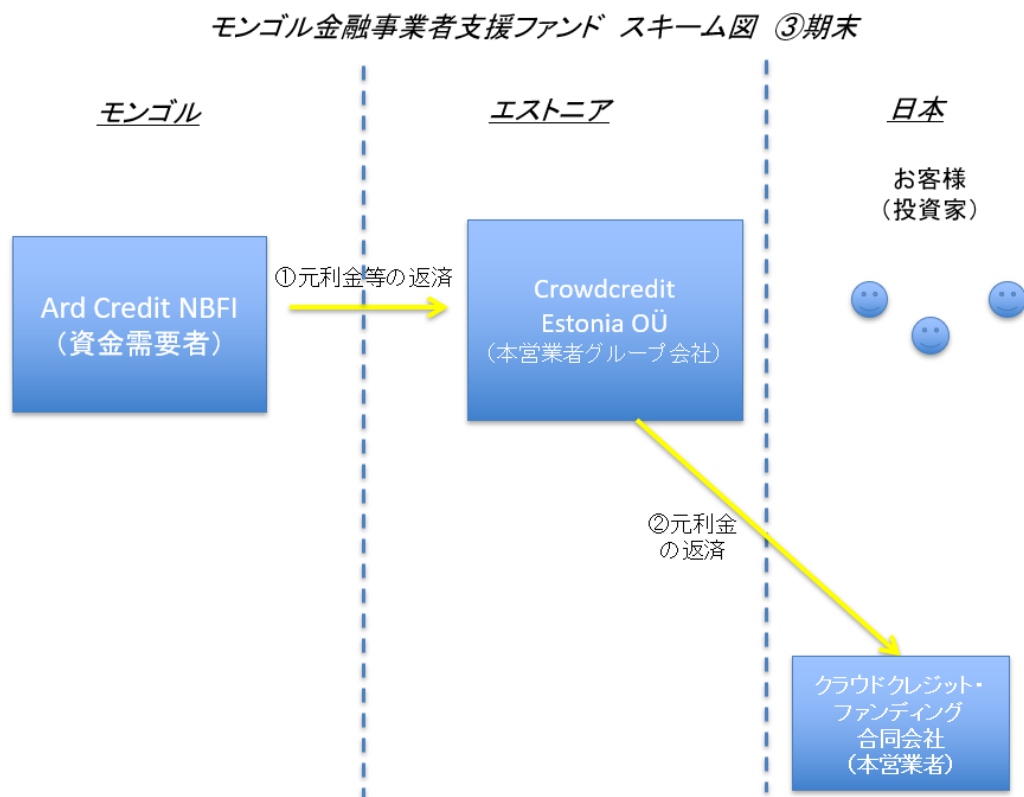 モンゴル金融事業者支援ファンド スキーム図 ③期末
モンゴル
エストニア
日本
お客様
（投資家）
Ard Credit NBFI
（資金需要者）
①元利金等の返済
Crowdcredit
Estonia OÜ
（本営業者グループ会社）
②元利金
の返済
クラウドクレジット・
ファンディング
合同会社
（本営業者）